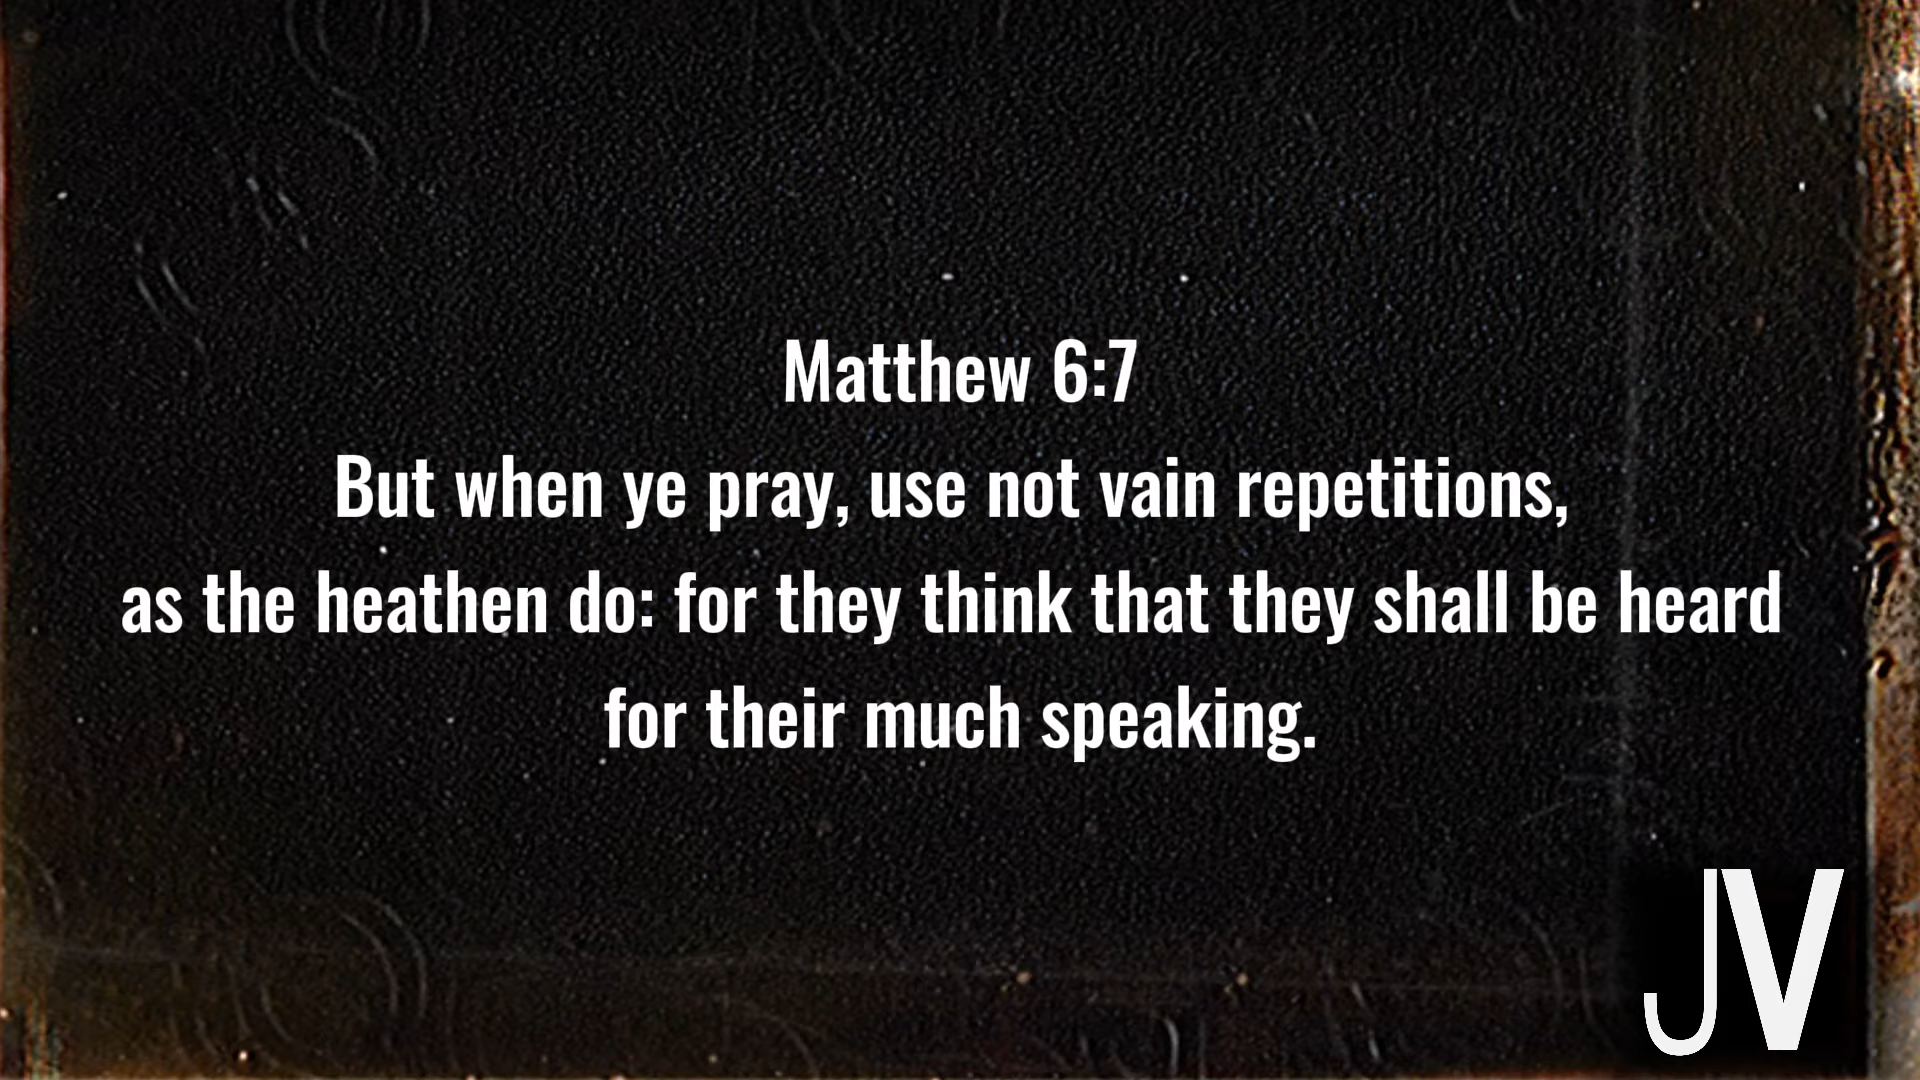 Matthew 6:7
But when ye pray, use not vain repetitions,
as the heathen do: for they think that they shall be heard
for their much speaking.
JV